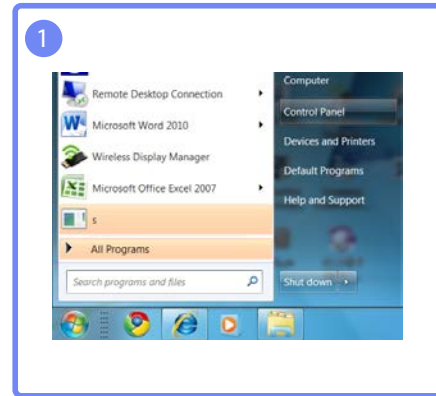 1
Remote Desktop Connection
Microsoft Word 2010
Wireless Display Manager
Microsoft Office Excel 2007
s
All Programs
Search programs and files
Computer
Control Panel
Devices and Printers
Default Programs
Help and Support
Shut down